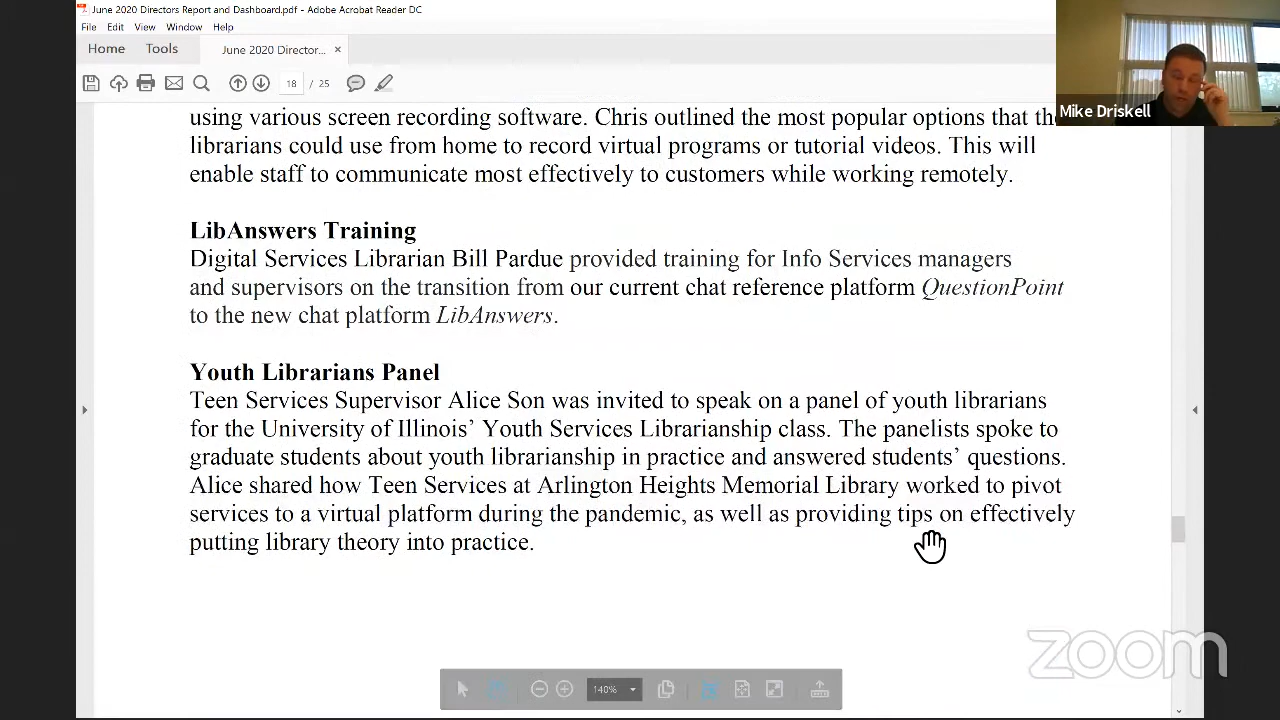 June 2020 Directors Report and Dashboard.pdf - Adobe Acrobat Reader DC
File Edit View Window Help
Home Tools June 2020 Director... ×
18 / 25
Mike Driskell
using various screen recording software. Chris outlined the most popular options that the
librarians could use from home to record virtual programs or tutorial videos. This will
enable staff to communicate most effectively to customers while working remotely.
LibAnswers Training
Digital Services Librarian Bill Pardue provided training for Info Services managers
and supervisors on the transition from our current chat reference platform QuestionPoint
to the new chat platform LibAnswers.
Youth Librarians Panel
Teen Services Supervisor Alice Son was invited to speak on a panel of youth librarians
for the University of Illinois’ Youth Services Librarianship class. The panelists spoke to
graduate students about youth librarianship in practice and answered students’ questions.
Alice shared how Teen Services at Arlington Heights Memorial Library worked to pivot
services to a virtual platform during the pandemic, as well as providing tips on effectively
putting library theory into practice.
zoom
140%